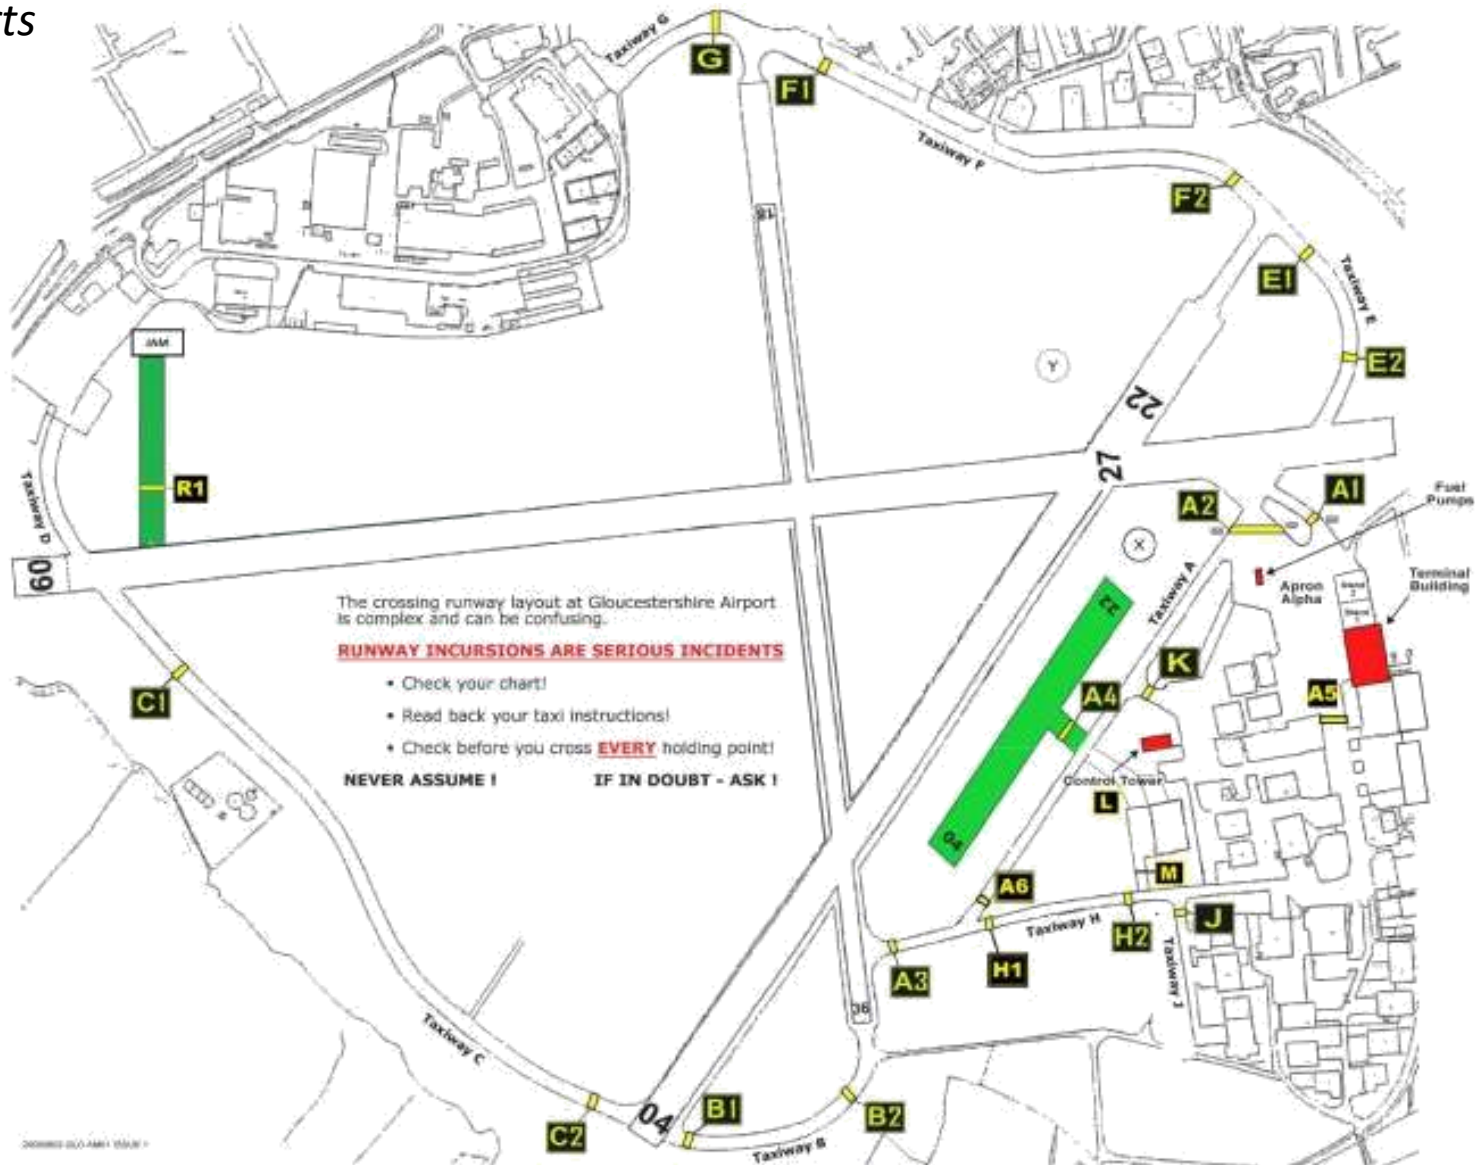 ts
Taxiway G
G
F1
Taxiway F
F2
18
E1
Taxiway E
E2
Y
22
27
R1
Taxiway D
09
A2
A1
Fuel
Pumps
X
Taxiway A
Apron
Alpha
Terminal
Building
22
The crossing runway layout at Gloucestershire Airport
is complex and can be confusing.
RUNWAY INCURSIONS ARE SERIOUS INCIDENTS
• Check your chart!
• Read back your taxi instructions!
• Check before you cross EVERY holding point!
NEVER ASSUME !
IF IN DOUBT - ASK !
C1
K
A4
A5
Control Tower
L
04
M
A6
Taxiway H
H2
J
H1
A3
Taxiway J
36
Taxiway C
C2
04
B1
B2
Taxiway B